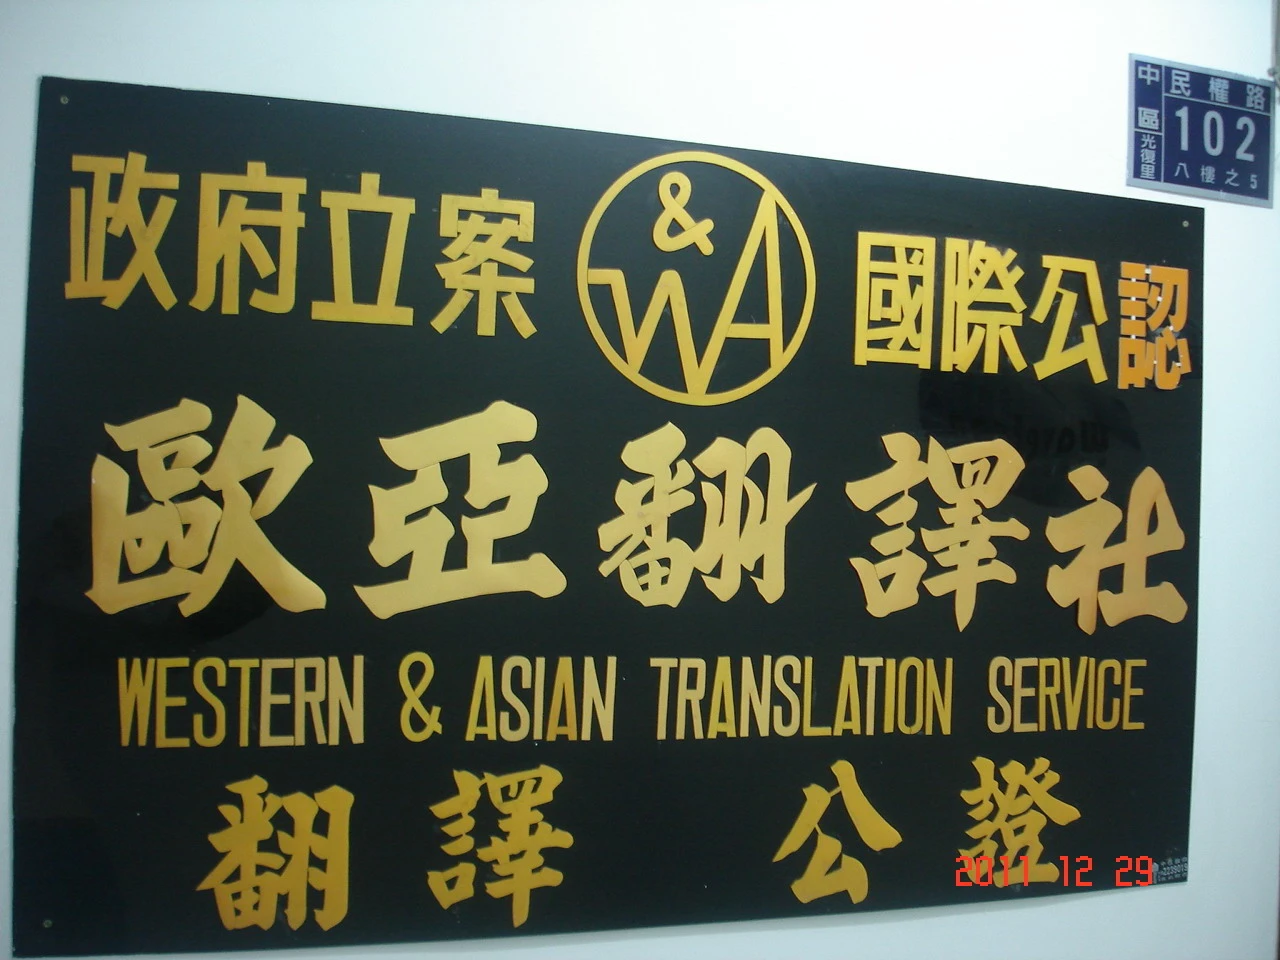 政府立案
& WA
國際公認
歐亞翻譯社
WESTERN & ASIAN TRANSLATION SERVICE
翻譯 公證
中區
光復里
民權路
102
八樓之5
2011 12 29